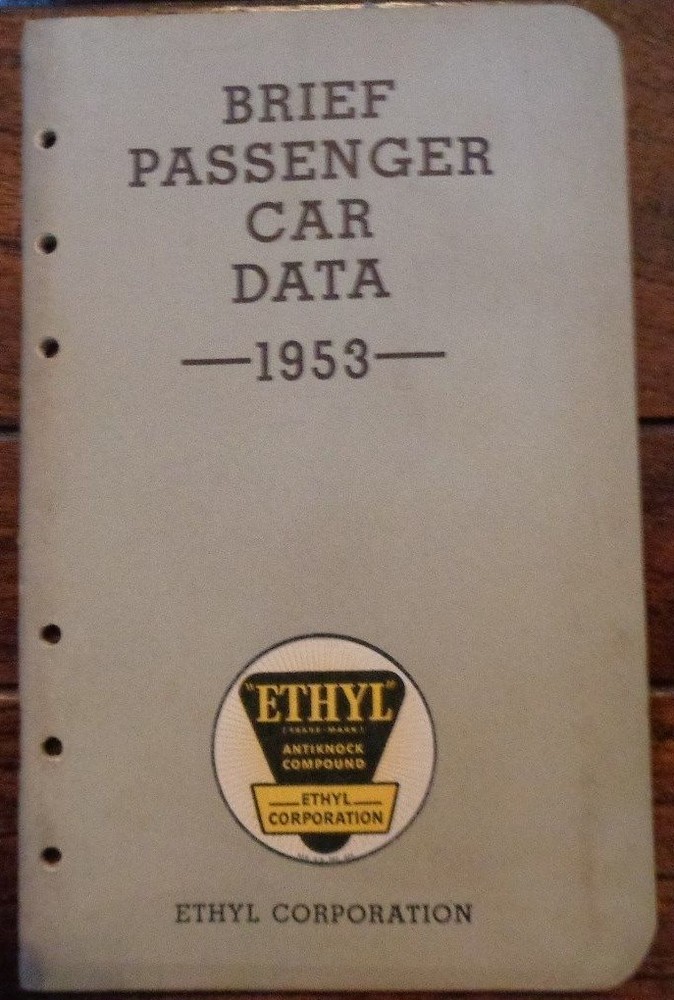 BRIEF
PASSENGER
CAR
DATA
—1953—
"ETHYL"
(TRADE-MARK)
ANTIKNOCK
COMPOUND
ETHYL
CORPORATION
ETHYL CORPORATION